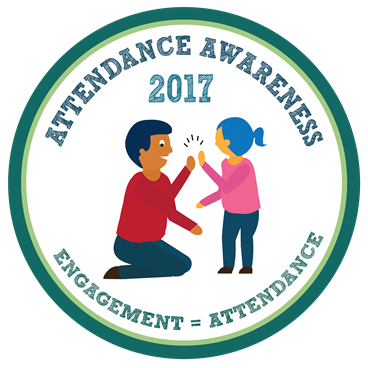 ATTENDANCE AWARENESS
2017
ENGAGEMENT = ATTENDANCE